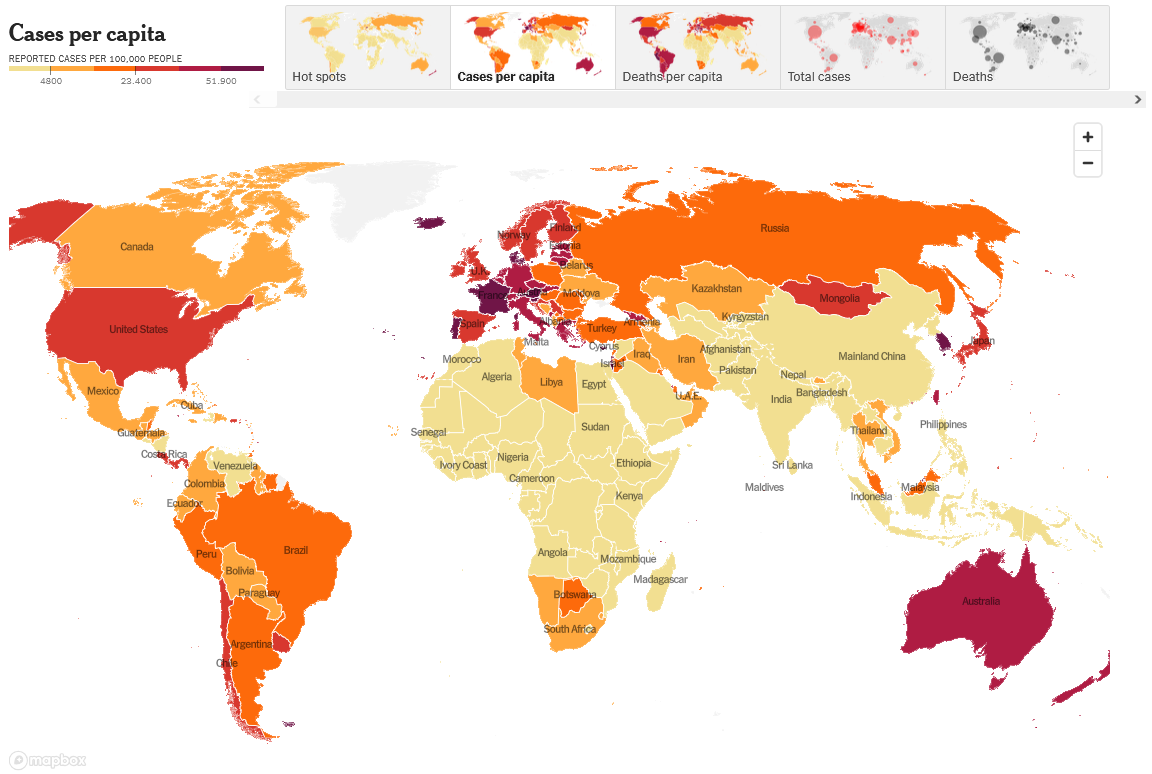 Cases per capita
REPORTED CASES PER 100,000 PEOPLE
4800 23,400 51,900
Hot spots
Cases per capita
Deaths per capita
Total cases
Deaths
+
−
Canada
Russia
Norway
Finland
Estonia
U.K.
Belarus
France
Moldova
Kazakhstan
Mongolia
United States
Spain
Albania
Turkey
Armenia
Kyrgyzstan
Japan
Malta
Cyprus
Morocco
Israel
Iraq
Iran
Afghanistan
Mainland China
Algeria
Libya
Egypt
Pakistan
Nepal
Mexico
U.A.E.
Bangladesh
India
Cuba
Guatemala
Senegal
Sudan
Thailand
Philippines
Costa Rica
Venezuela
Ivory Coast
Nigeria
Ethiopia
Sri Lanka
Colombia
Cameroon
Maldives
Malaysia
Ecuador
Kenya
Indonesia
Brazil
Peru
Angola
Mozambique
Bolivia
Madagascar
Paraguay
Botswana
Australia
South Africa
Argentina
Chile
mapbox